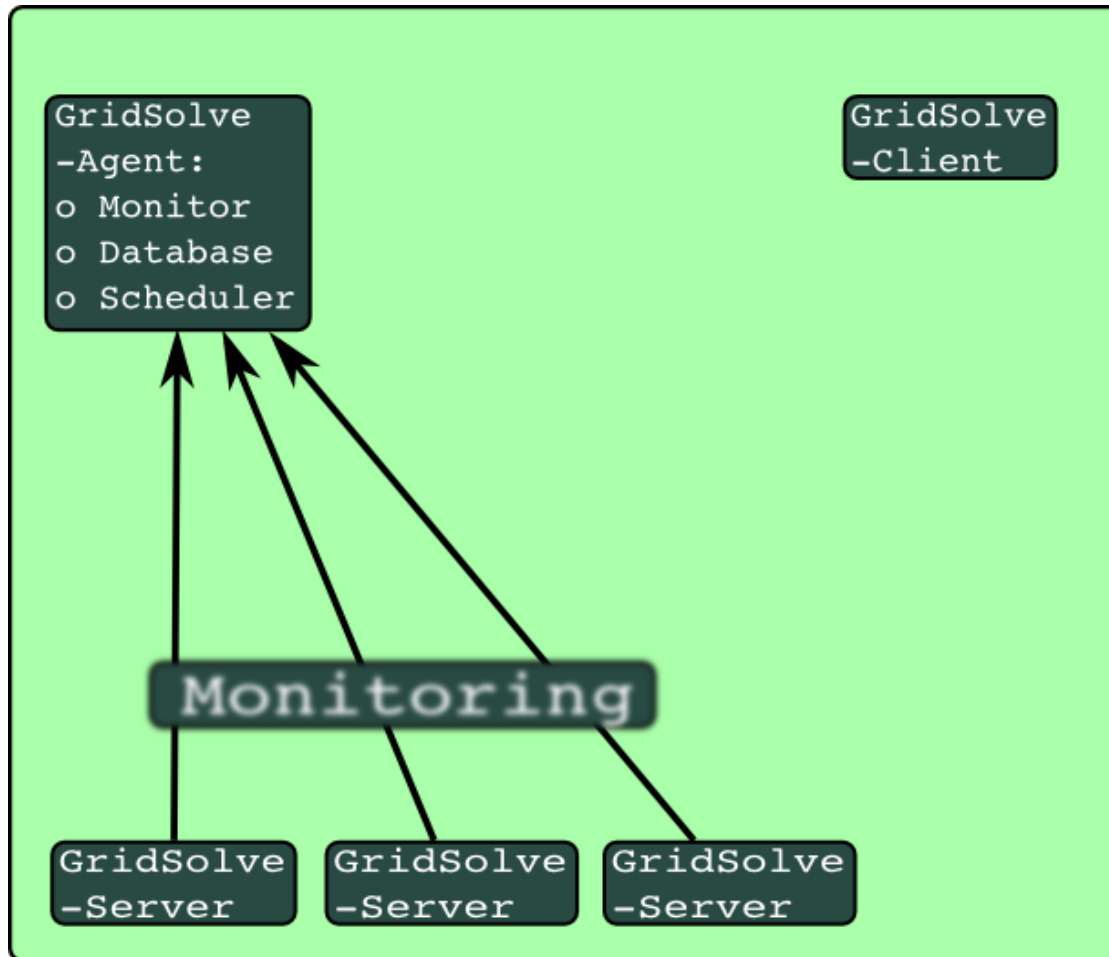 GridSolve
-Agent:
o Monitor
o Database
o Scheduler
GridSolve
-Client
Monitoring
GridSolve
-Server
GridSolve
-Server
GridSolve
-Server